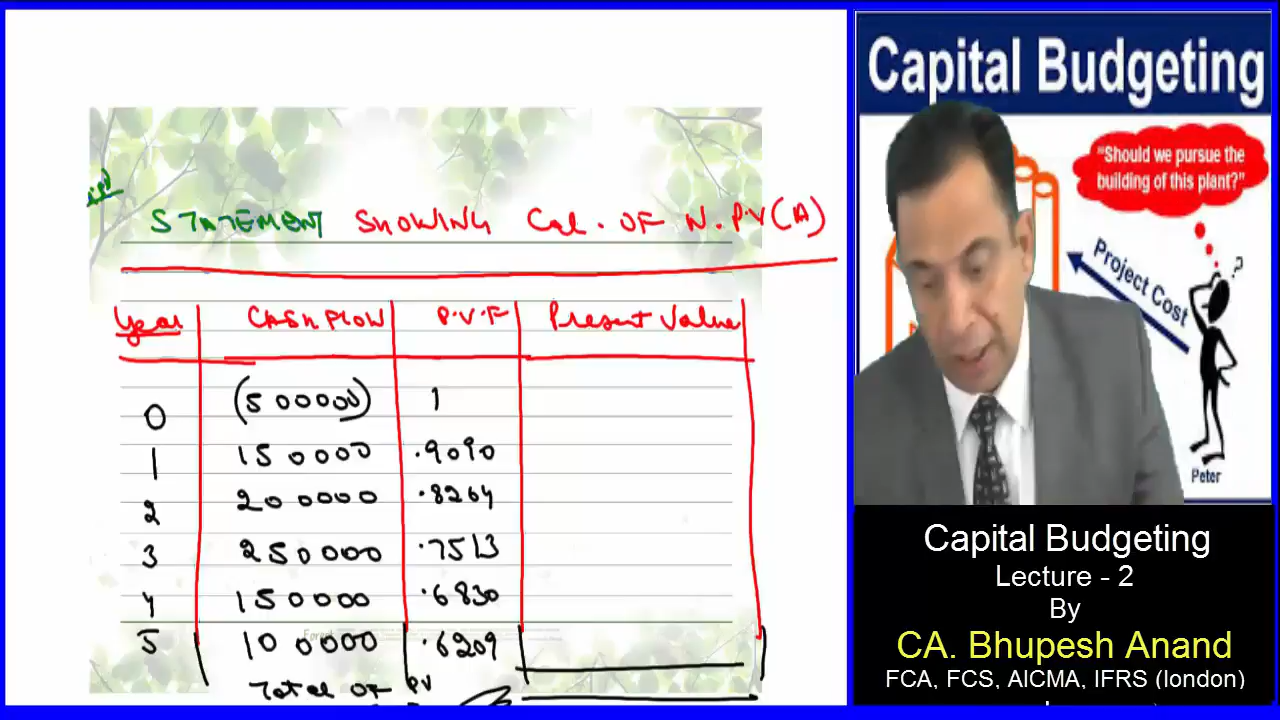 STATEMENT SHOWING Cal. OF N.P.V(A)
Year CASH FLOW P.V.F Present Value
0 (500000) 1
1 150000 .9090
2 200000 .8264
3 250000 .7513
4 150000 .6830
5 100000 .6209
Total OF PV
Capital Budgeting
"Should we pursue the
building of this plant?"
Project Cost
?
Peter
Capital Budgeting
Lecture - 2
By
CA. Bhupesh Anand
FCA, FCS, AICMA, IFRS (london)